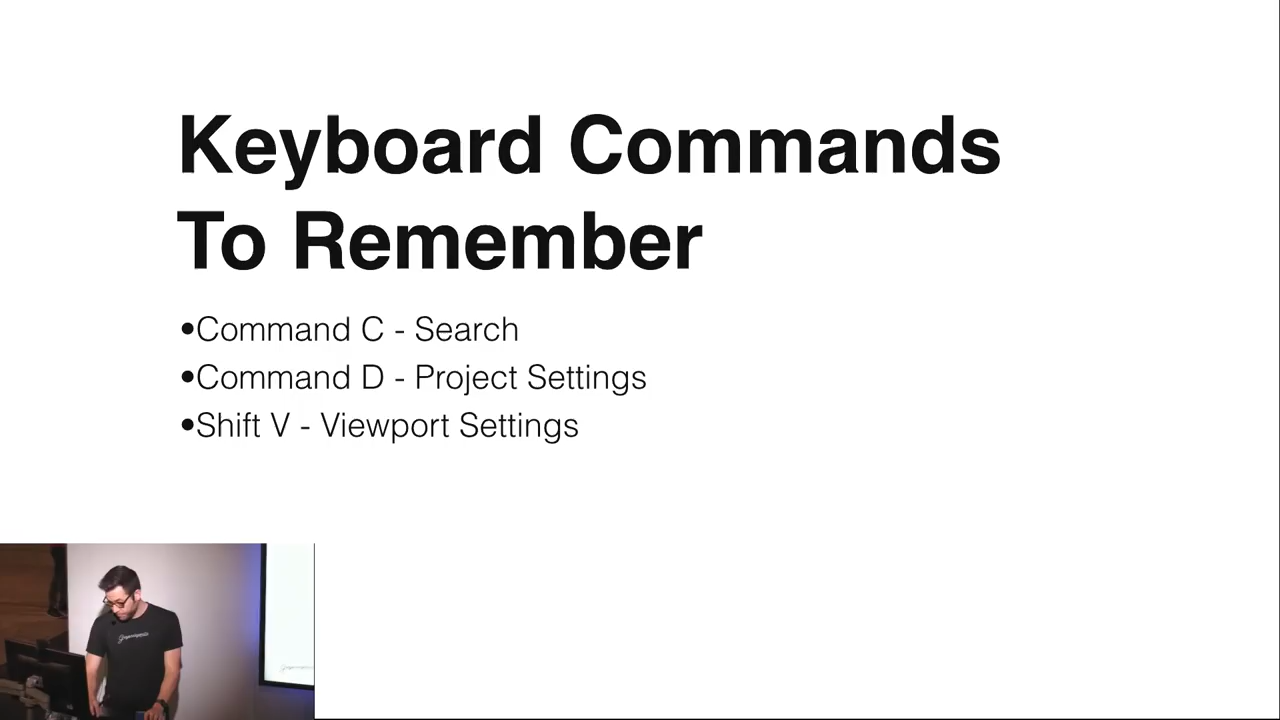 Keyboard Commands
To Remember
•Command C - Search
•Command D - Project Settings
•Shift V - Viewport Settings